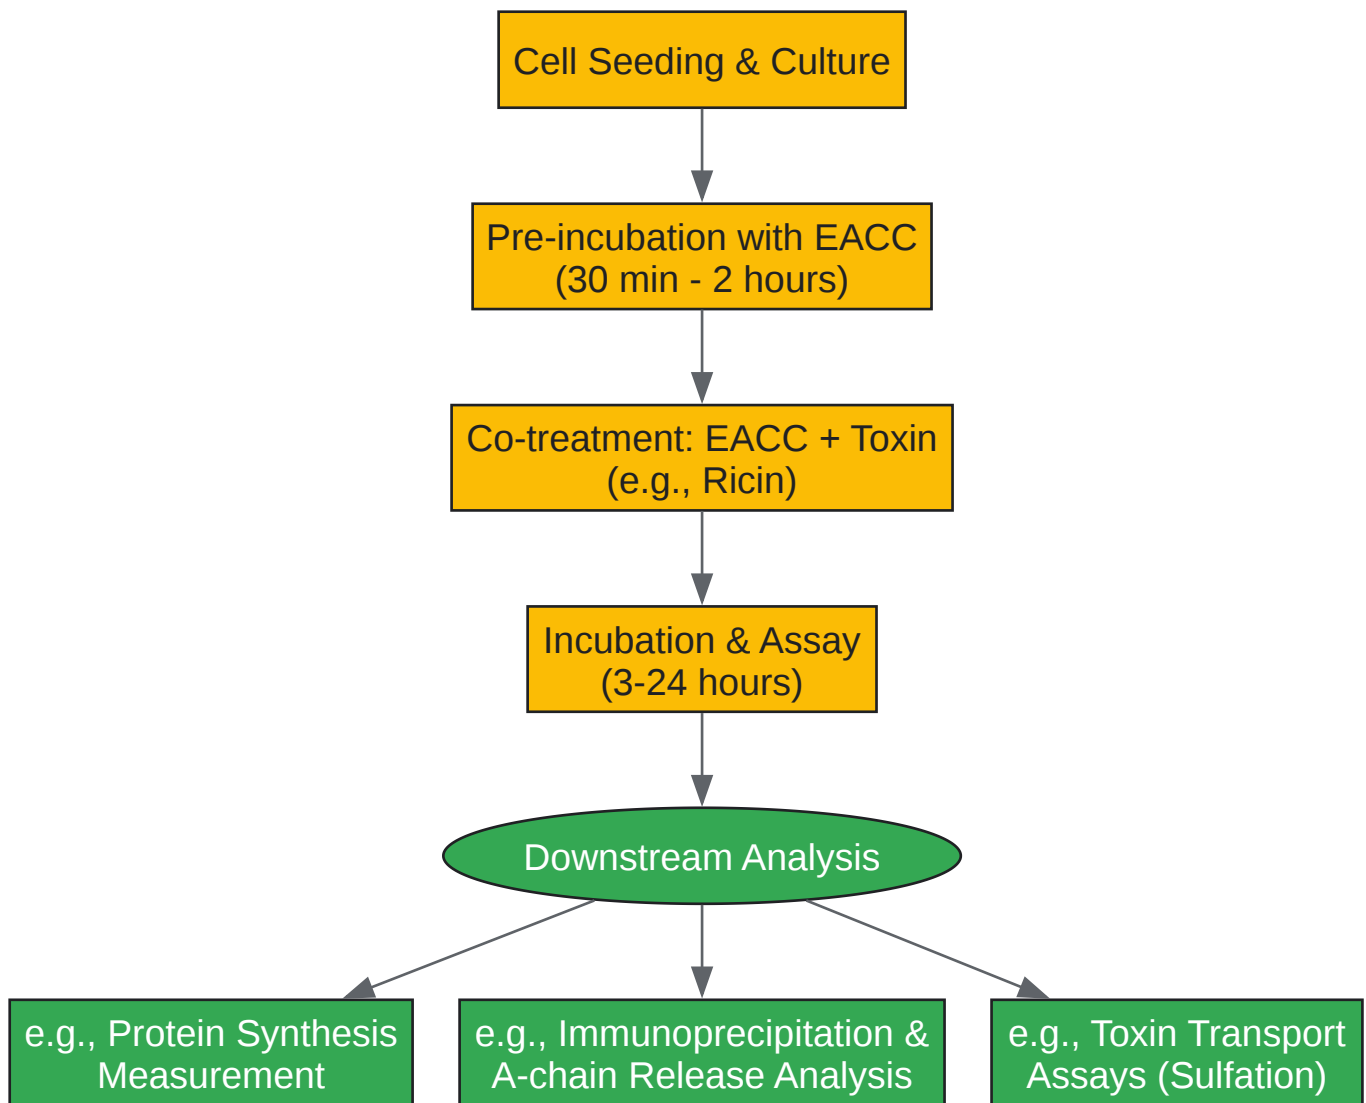 Cell Seeding & Culture
Pre-incubation with EACC
(30 min - 2 hours)
Co-treatment: EACC + Toxin
(e.g., Ricin)
Incubation & Assay
(3-24 hours)
Downstream Analysis
e.g., Protein Synthesis
Measurement
e.g., Immunoprecipitation &
A-chain Release Analysis
e.g., Toxin Transport
Assays (Sulfation)